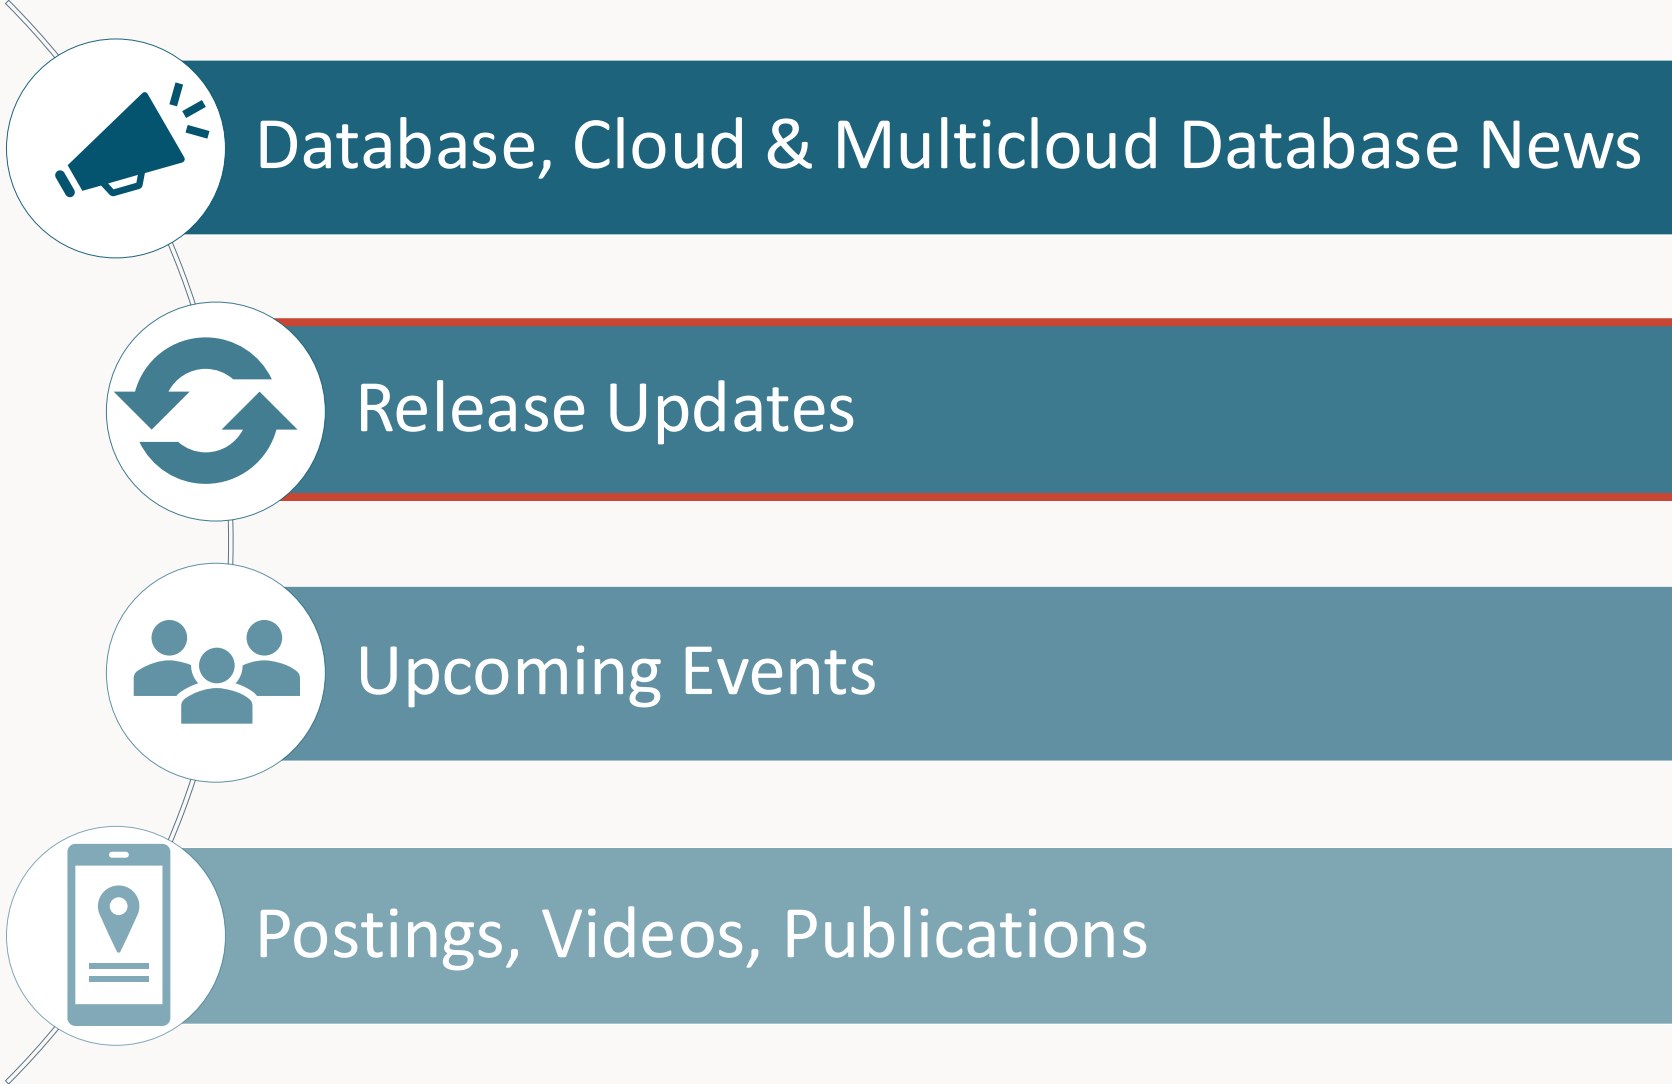 Database, Cloud & Multicloud Database News
Release Updates
Upcoming Events
Postings, Videos, Publications